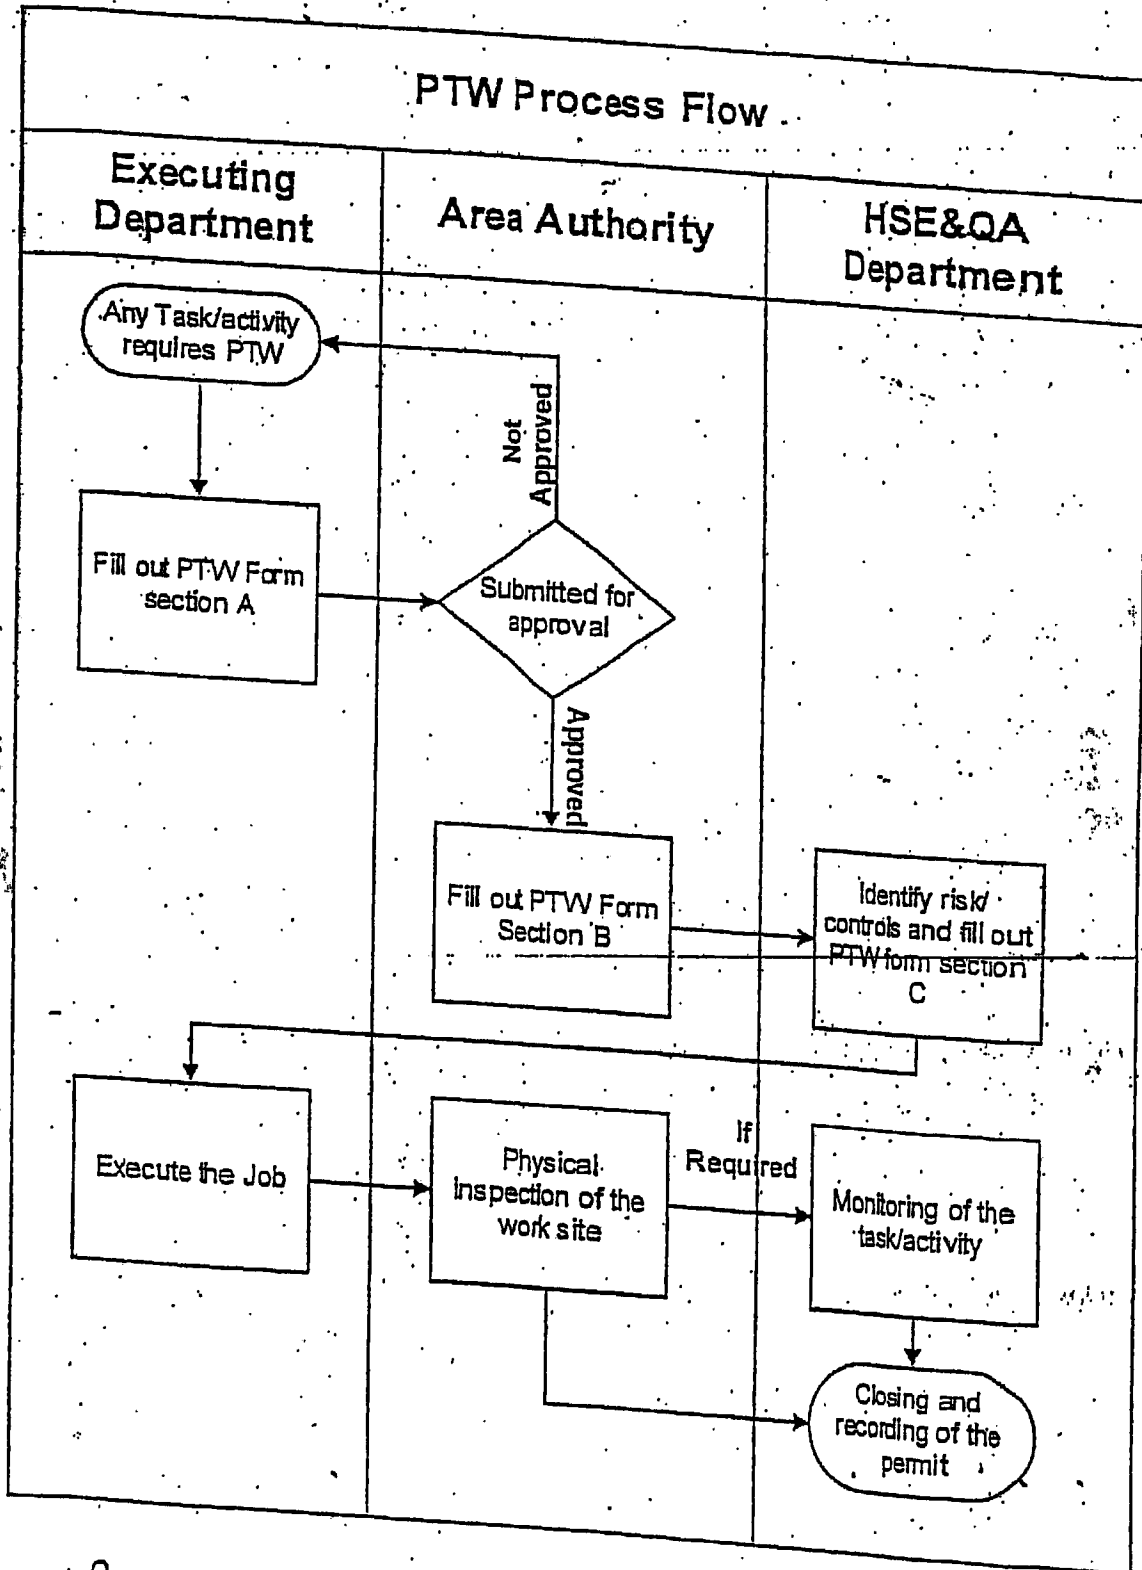 PTW Process Flow
Executing
Department
Area Authority
HSE&QA
Department
Any Task/activity
requires PTW
Not
Approved
Fill out PTW Form
section A
Submitted for
approval
Approved
Fill out PTW Form
Section B
Identify risk/
controls and fill out
PTW form section
C
Execute the Job
Physical
inspection of the
work site
If
Required
Monitoring of the
task/activity
Closing and
recording of the
permit